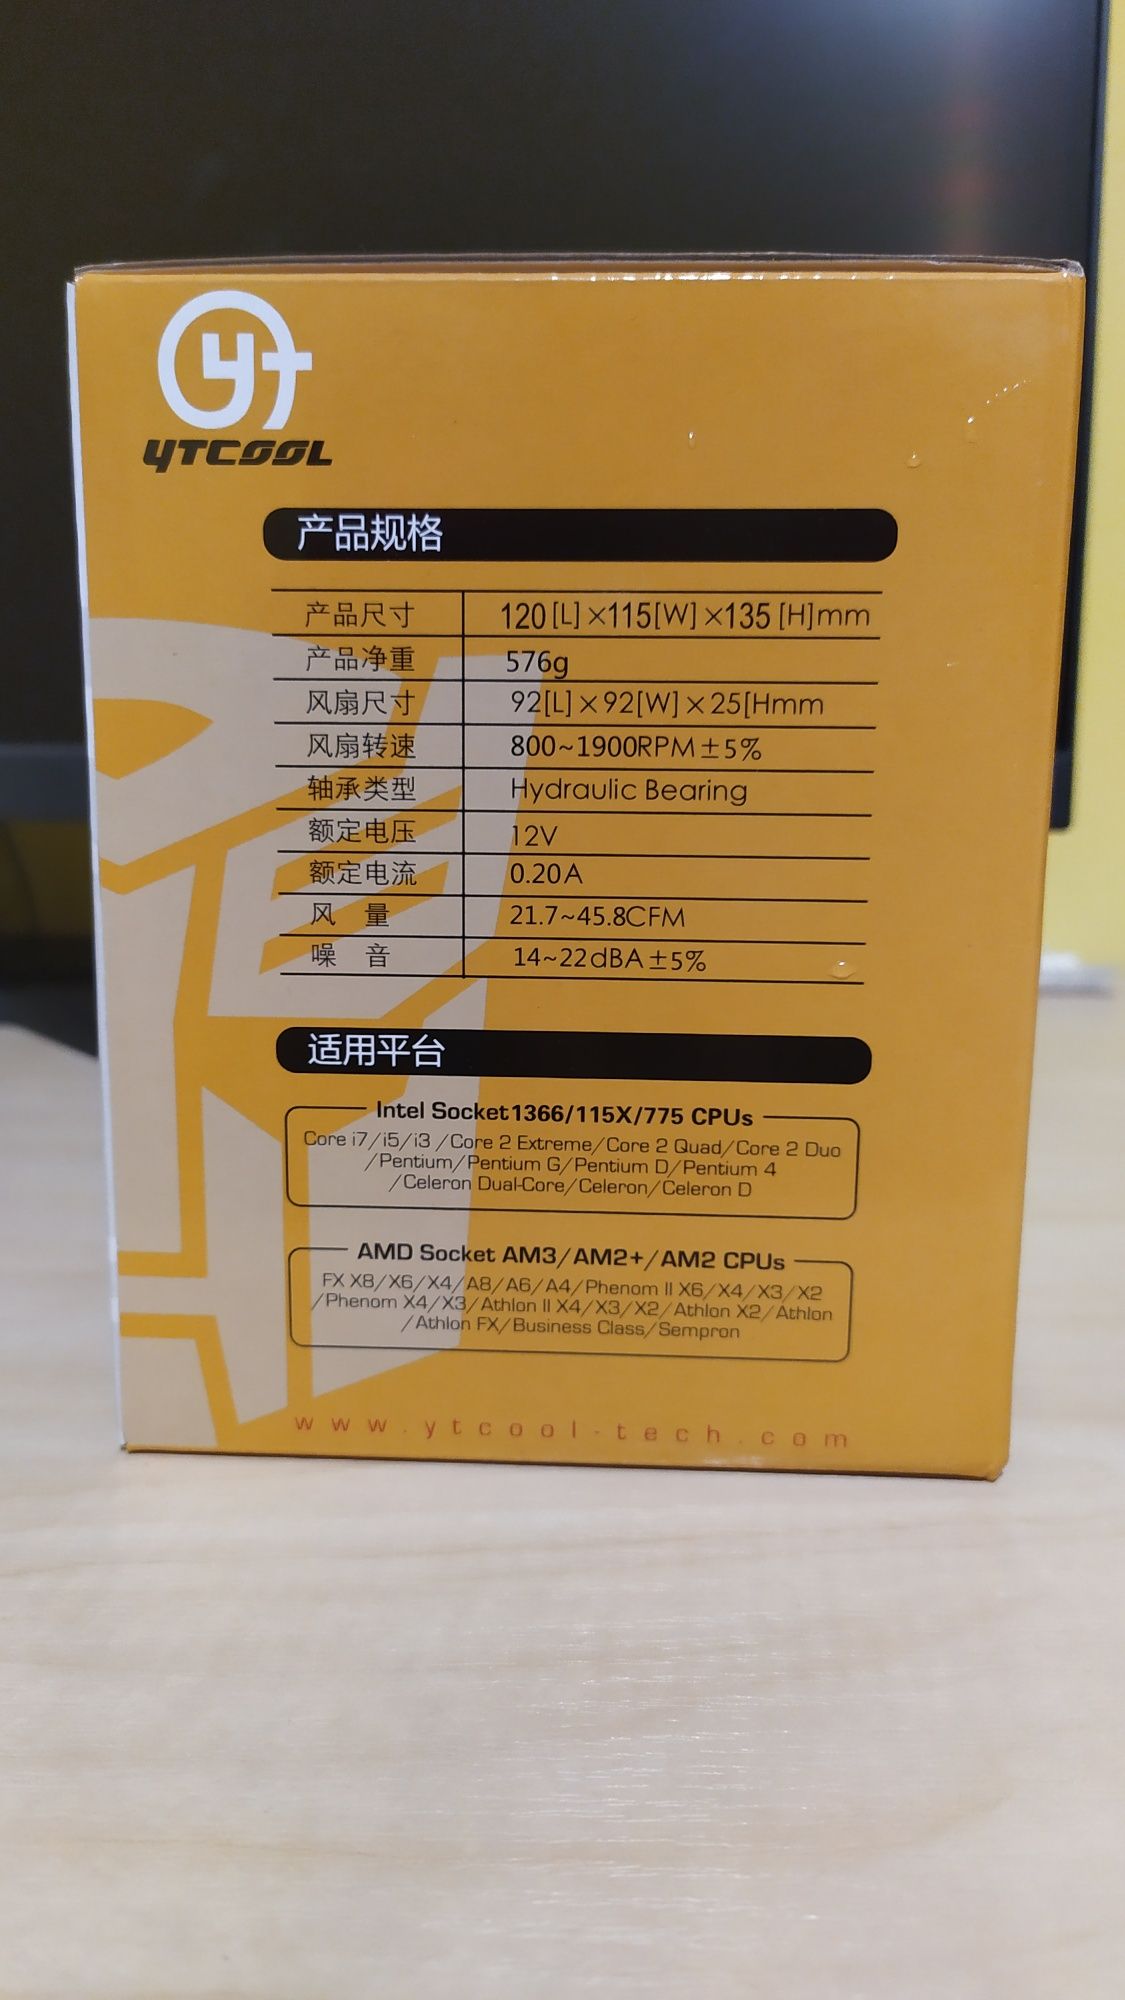 yt
YTCOOL
产品规格
产品尺寸 120[L]×115[W]×135[H]mm
产品净重 576g
风扇尺寸 92[L]×92[W]×25[Hmm
风扇转速 800~1900RPM±5%
轴承类型 Hydraulic Bearing
额定电压 12V
额定电流 0.20A
风 量 21.7~45.8CFM
噪 音 14~22dBA±5%
适用平台
Intel Socket1366/115X/775 CPUs
Core i7/i5/i3 /Core 2 Extreme/Core 2 Quad/Core 2 Duo
/Pentium/Pentium G/Pentium D/Pentium 4
/Celeron Dual-Core/Celeron/Celeron D
AMD Socket AM3/AM2+/AM2 CPUs
FX X8/X6/X4/A8/A6/A4/Phenom II X6/X4/X3/X2
/Phenom X4/X3/Athlon II X4/X3/X2/Athlon X2/Athlon
/Athlon FX/Business Class/Sempron
www.ytcool-tech.com